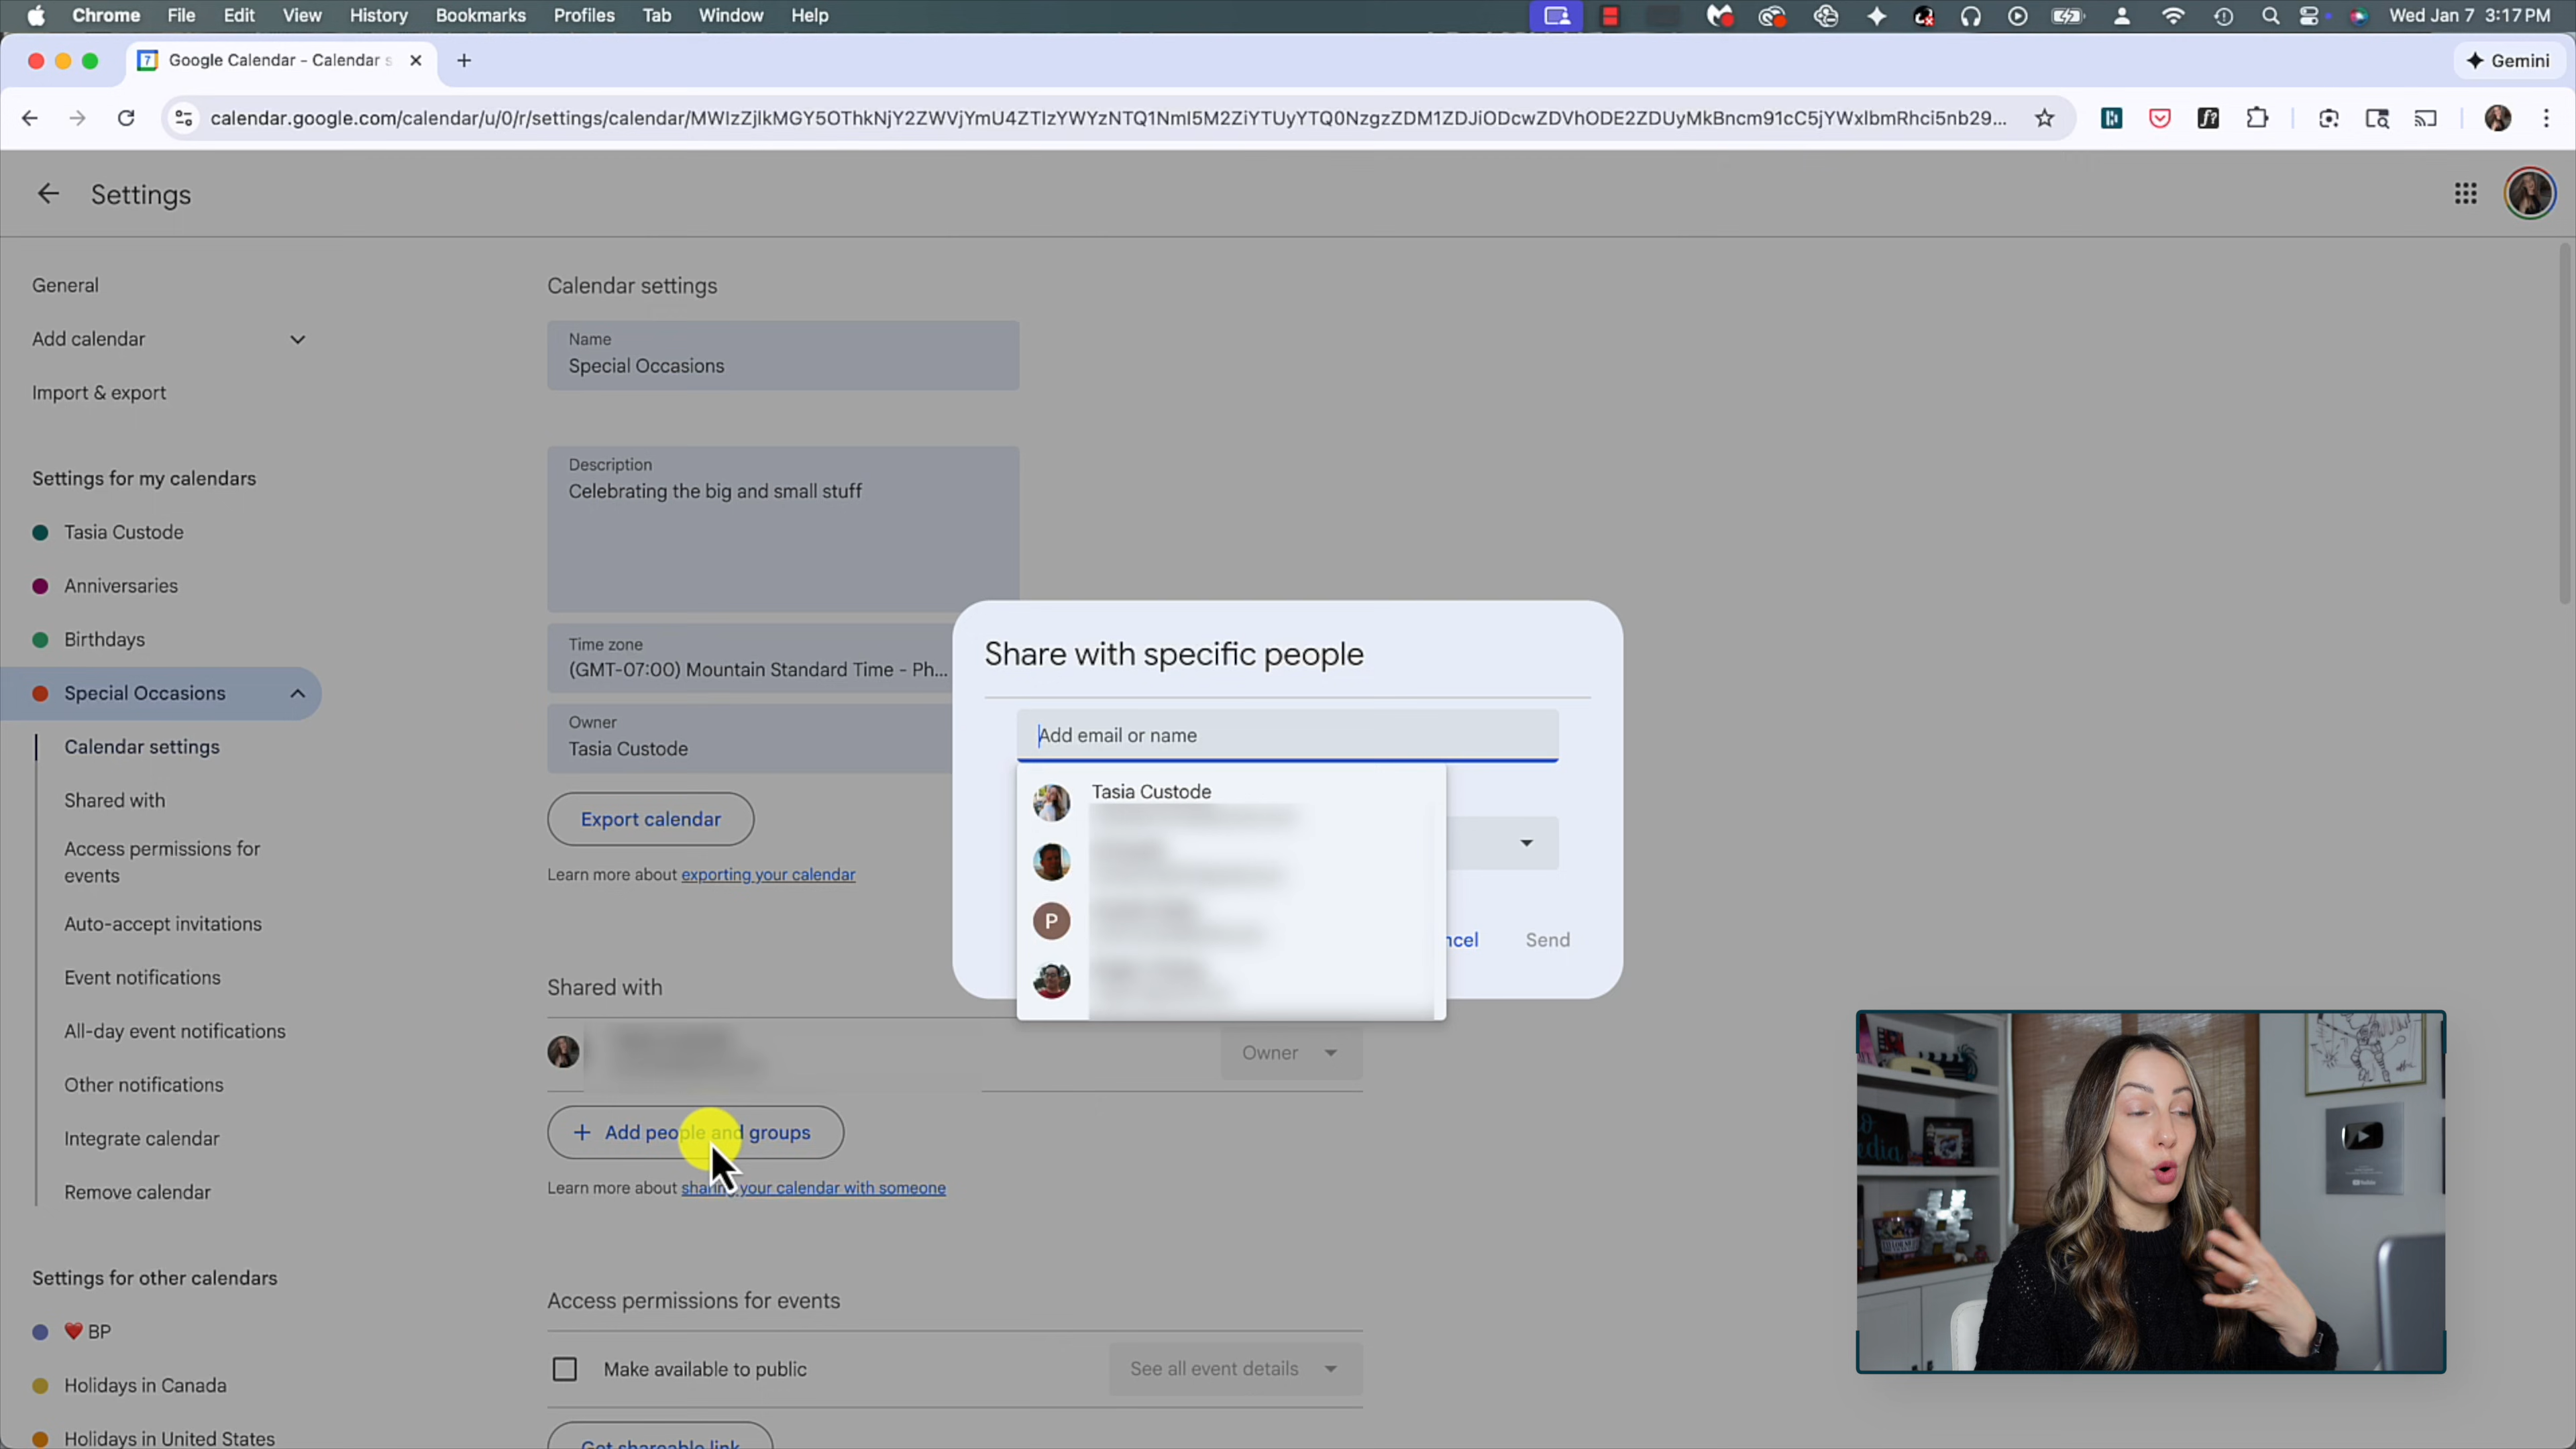 Chrome File Edit View History Bookmarks Profiles Tab Window Help
Wed Jan 7 3:17 PM
Google Calendar - Calendar s
Gemini
calendar.google.com/calendar/u/0/r/settings/calendar/MWIzZjlkMGY5OThkNjY2ZWVjYmU4ZTIzYWYzNTQ1NmI5M2ZiYTUyYTQ0NzgzZDM1ZDJiODcwZDVhODE2ZDUyMkBncm91cC5jYWxlbmRhci5nb29...
Settings
General
Add calendar
Import & export
Settings for my calendars
Tasia Custode
Anniversaries
Birthdays
Special Occasions
Calendar settings
Shared with
Access permissions for
events
Auto-accept invitations
Event notifications
All-day event notifications
Other notifications
Integrate calendar
Remove calendar
Settings for other calendars
❤️ BP
Holidays in Canada
Holidays in United States
Calendar settings
Name
Special Occasions
Description
Celebrating the big and small stuff
Time zone
(GMT-07:00) Mountain Standard Time - Ph...
Owner
Tasia Custode
Export calendar
Learn more about exporting your calendar
Shared with
Owner
+ Add people and groups
Learn more about sharing your calendar with someone
Access permissions for events
Make available to public
See all event details
Get shareable link
Share with specific people
Add email or name
Tasia Custode
P
ncel
Send